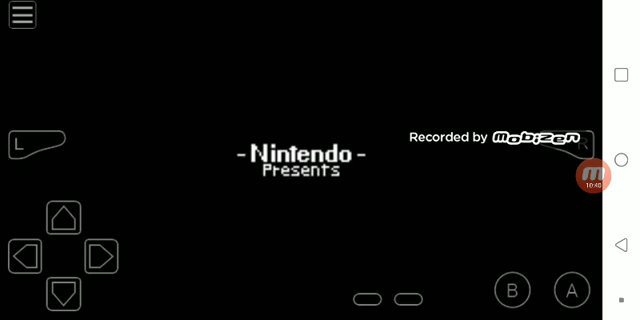 Recorded by mobizen
L
R
- Nintendo -
Presents
M
10:40
B
A